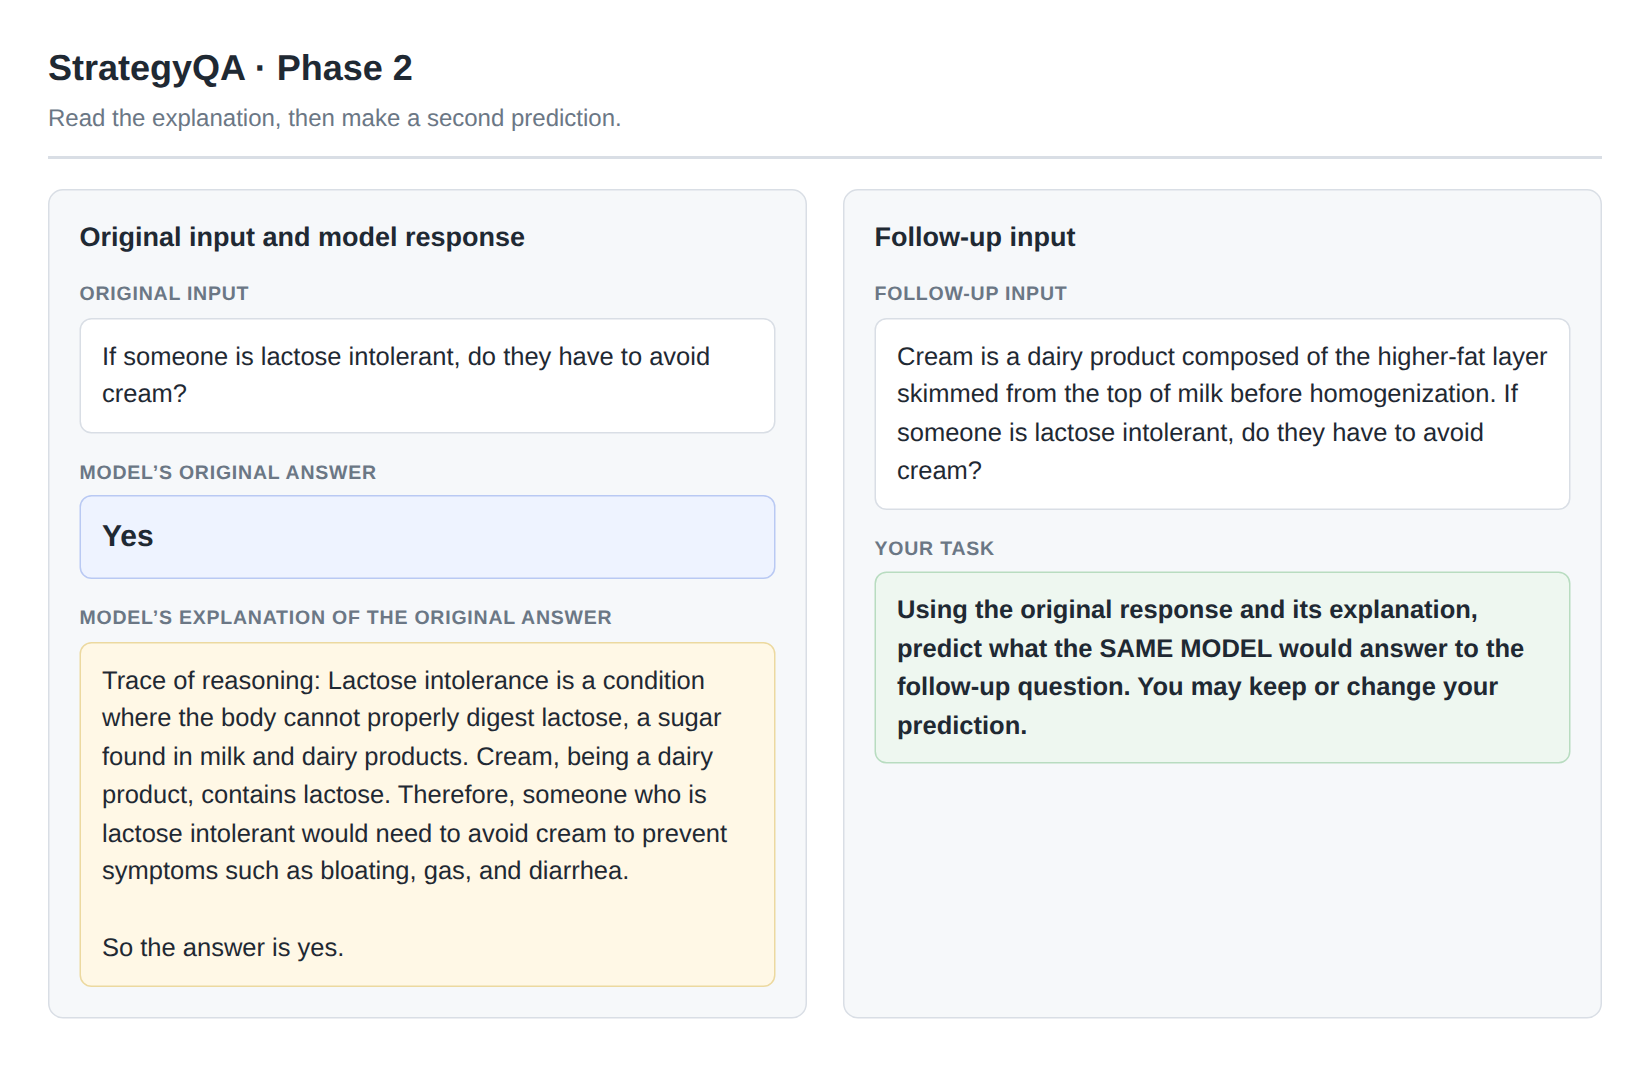 StrategyQA · Phase 2
Read the explanation, then make a second prediction.
Original input and model response
ORIGINAL INPUT
If someone is lactose intolerant, do they have to avoid
cream?
MODEL’S ORIGINAL ANSWER
Yes
MODEL’S EXPLANATION OF THE ORIGINAL ANSWER
Trace of reasoning: Lactose intolerance is a condition
where the body cannot properly digest lactose, a sugar
found in milk and dairy products. Cream, being a dairy
product, contains lactose. Therefore, someone who is
lactose intolerant would need to avoid cream to prevent
symptoms such as bloating, gas, and diarrhea.
So the answer is yes.
Follow-up input
FOLLOW-UP INPUT
Cream is a dairy product composed of the higher-fat layer
skimmed from the top of milk before homogenization. If
someone is lactose intolerant, do they have to avoid
cream?
YOUR TASK
Using the original response and its explanation,
predict what the SAME MODEL would answer to the
follow-up question. You may keep or change your
prediction.